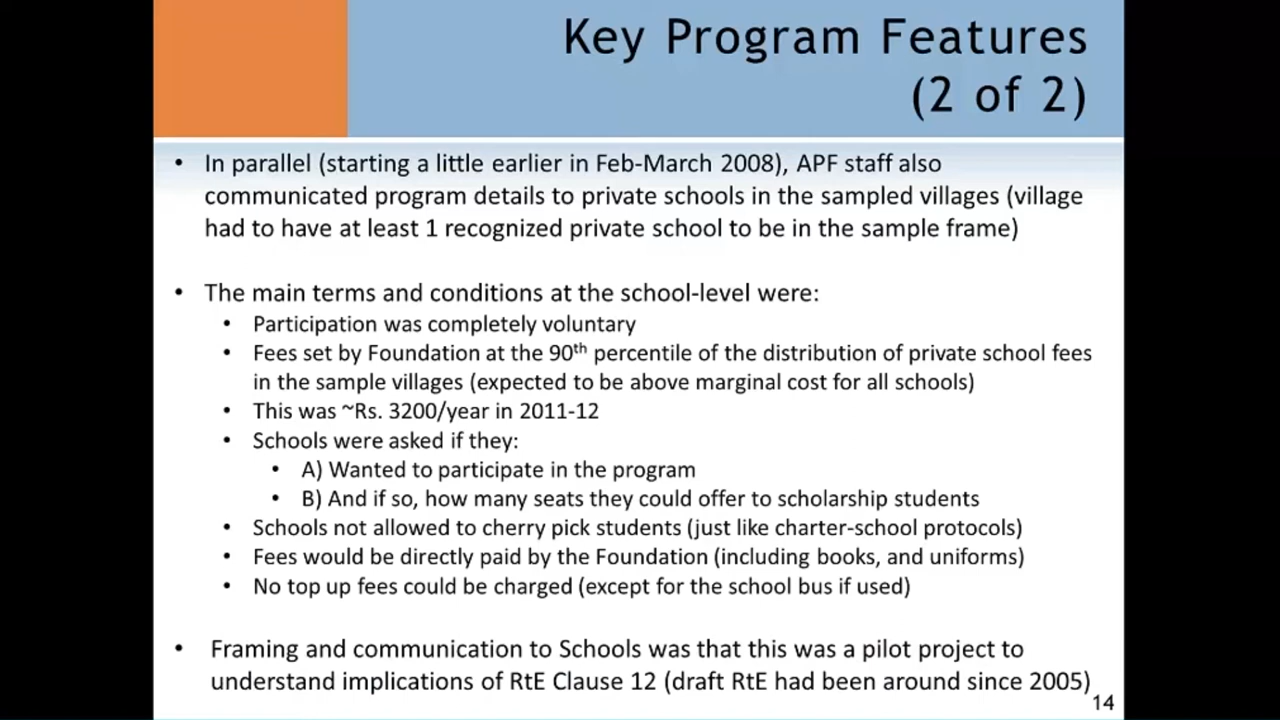 Key Program Features
(2 of 2)
• In parallel (starting a little earlier in Feb-March 2008), APF staff also
communicated program details to private schools in the sampled villages (village
had to have at least 1 recognized private school to be in the sample frame)
• The main terms and conditions at the school-level were:
• Participation was completely voluntary
• Fees set by Foundation at the 90th percentile of the distribution of private school fees
in the sample villages (expected to be above marginal cost for all schools)
• This was ~Rs. 3200/year in 2011-12
• Schools were asked if they:
• A) Wanted to participate in the program
• B) And if so, how many seats they could offer to scholarship students
• Schools not allowed to cherry pick students (just like charter-school protocols)
• Fees would be directly paid by the Foundation (including books, and uniforms)
• No top up fees could be charged (except for the school bus if used)
• Framing and communication to Schools was that this was a pilot project to
understand implications of RtE Clause 12 (draft RtE had been around since 2005)
14